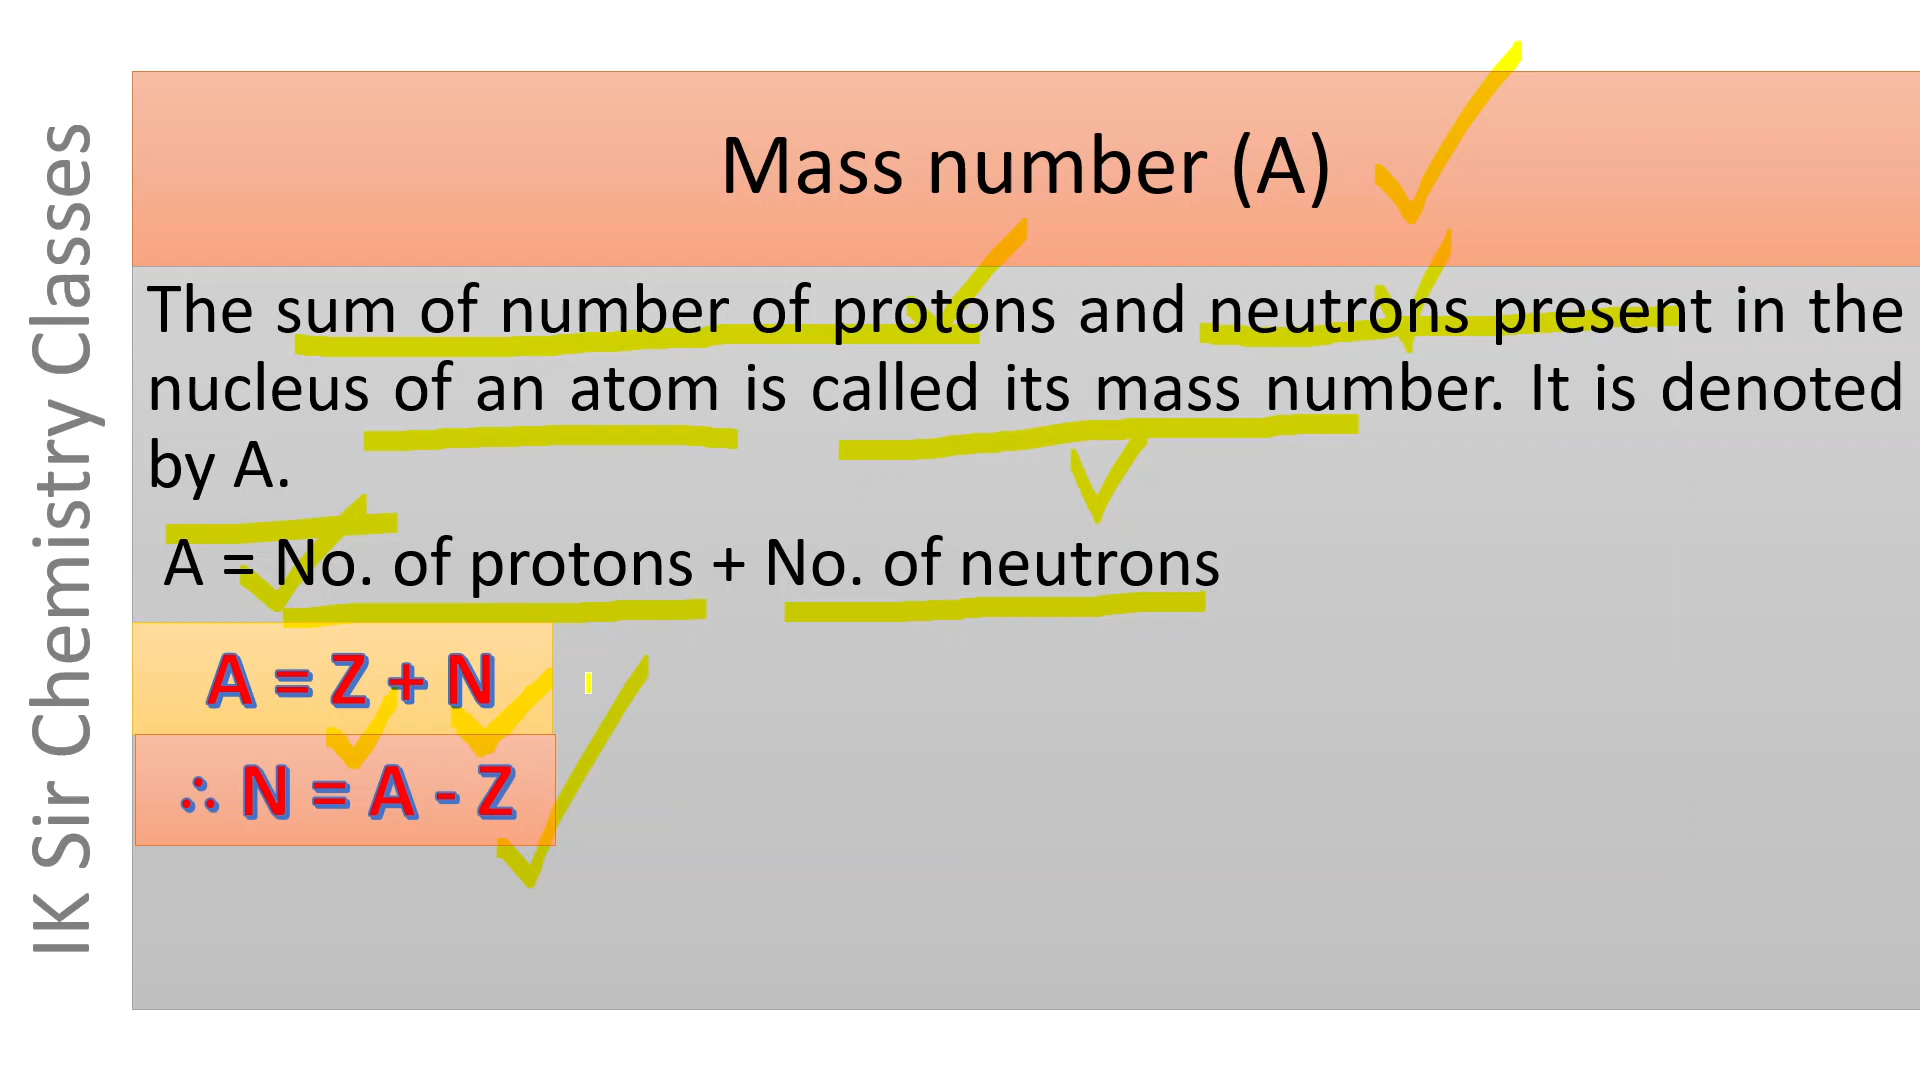 IK Sir Chemistry Classes
Mass number (A)
The sum of number of protons and neutrons present in the
nucleus of an atom is called its mass number. It is denoted
by A.
A = No. of protons + No. of neutrons
A = Z + N
∴ N = A - Z